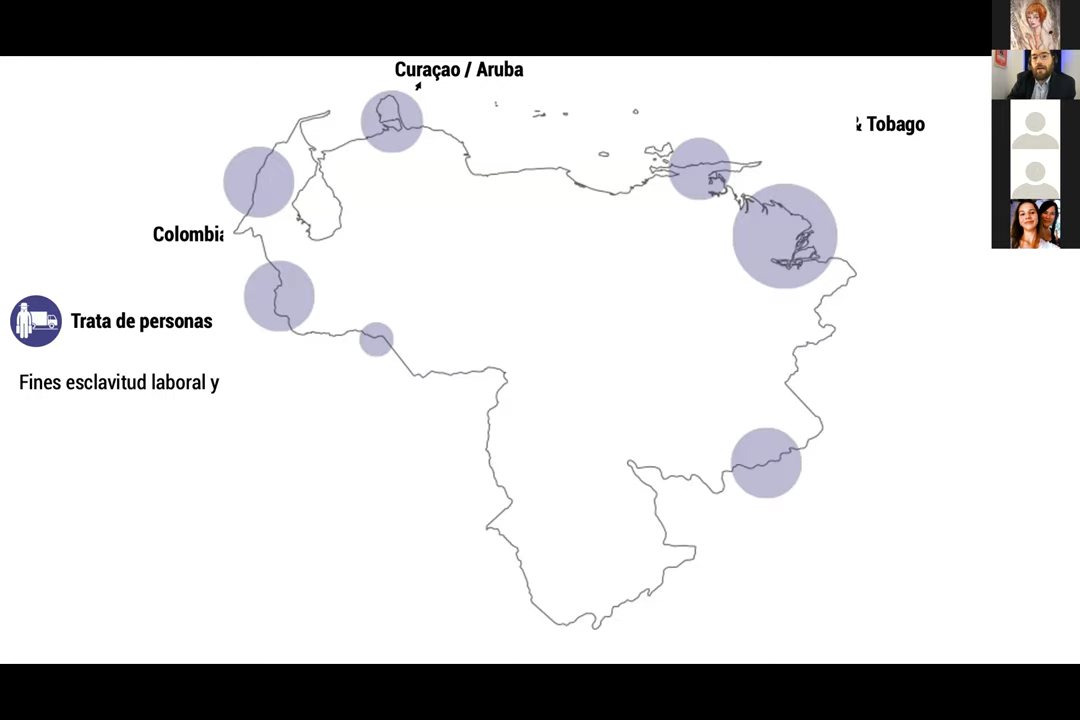 Curaçao / Aruba
& Tobago
Colombia
Trata de personas
Fines esclavitud laboral y